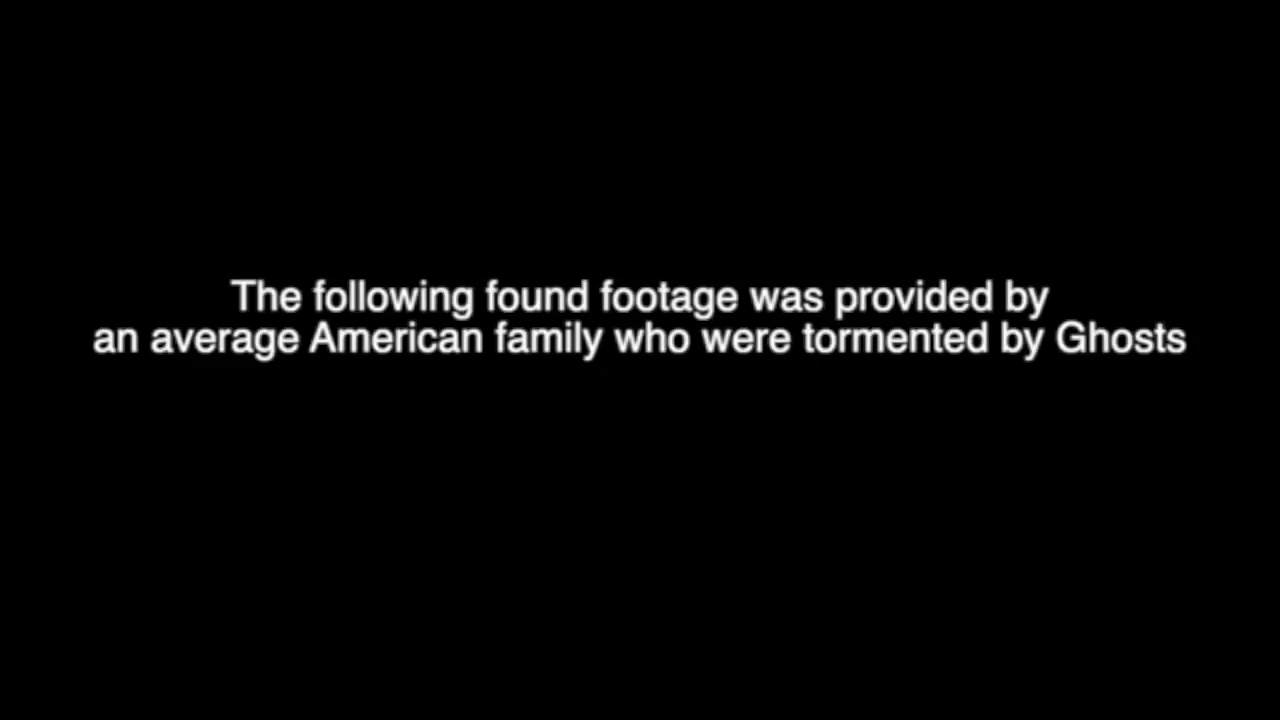 The following found footage was provided by
an average American family who were tormented by Ghosts